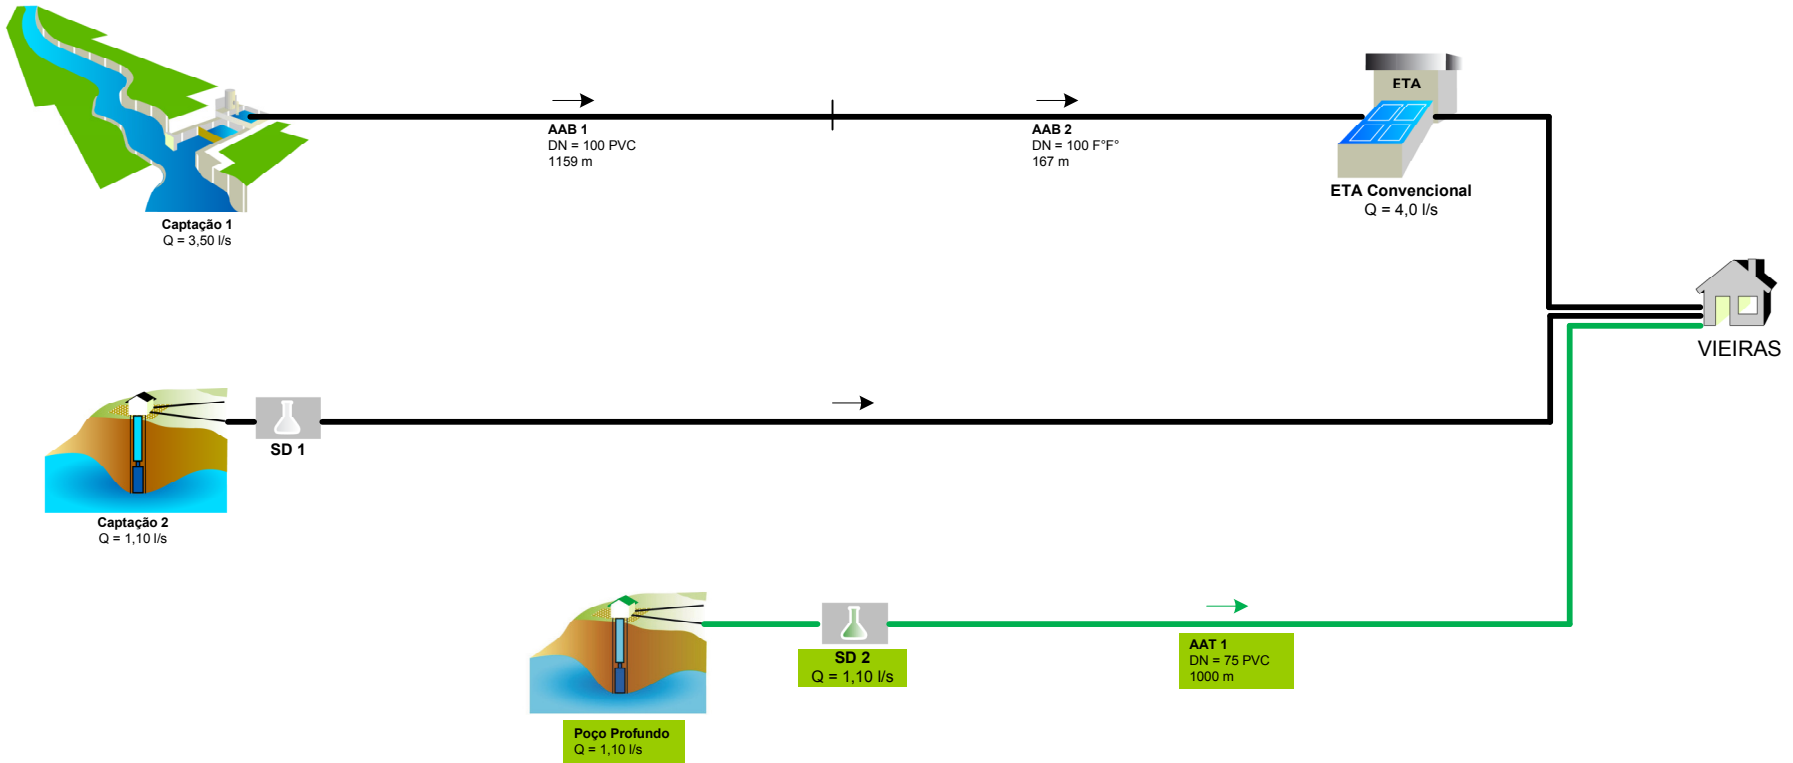 ETA
AAB 1
DN = 100 PVC
1159 m
AAB 2
DN = 100 F°F°
167 m
ETA Convencional
Q = 4,0 l/s
Captação 1
Q = 3,50 l/s
VIEIRAS
SD 1
Captação 2
Q = 1,10 l/s
SD 2
Q = 1,10 l/s
AAT 1
DN = 75 PVC
1000 m
Poço Profundo
Q = 1,10 l/s